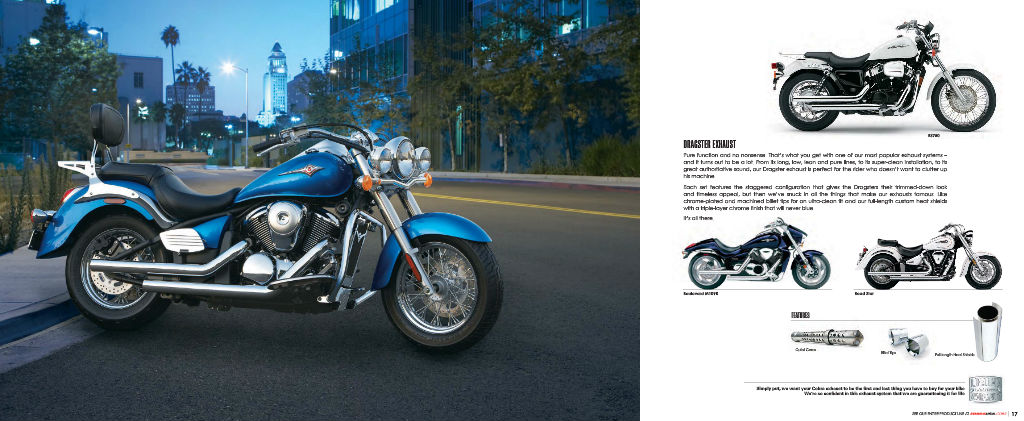 RS750
DRAGSTER EXHAUST
Pure function and no nonsense. That's what you get with one of our most popular exhaust systems –
and it turns out to be a lot. From its long, low, lean and pure lines, to its super-clean installation, to its
great authoritative sound, our Dragster exhaust is perfect for the rider who doesn't want to clutter up
his machine.
Each set features the staggered configuration that gives the Dragsters their trimmed-down look
and timeless appeal, but then we've snuck in all the things that make our exhausts famous. Like
chrome-plated and machined billet tips for an ultra-clean fit and our full-length custom heat shields
with a triple-layer chrome finish that will never blue.
It's all there.
Boulevard M109R
Road Star
FEATURES
Billet Tips
Full-length Heat Shields
Simply put, we want your Cobra exhaust to be the first and last thing you have to buy for your bike.
We're so confident in this exhaust system that we are guaranteeing it for life.
17